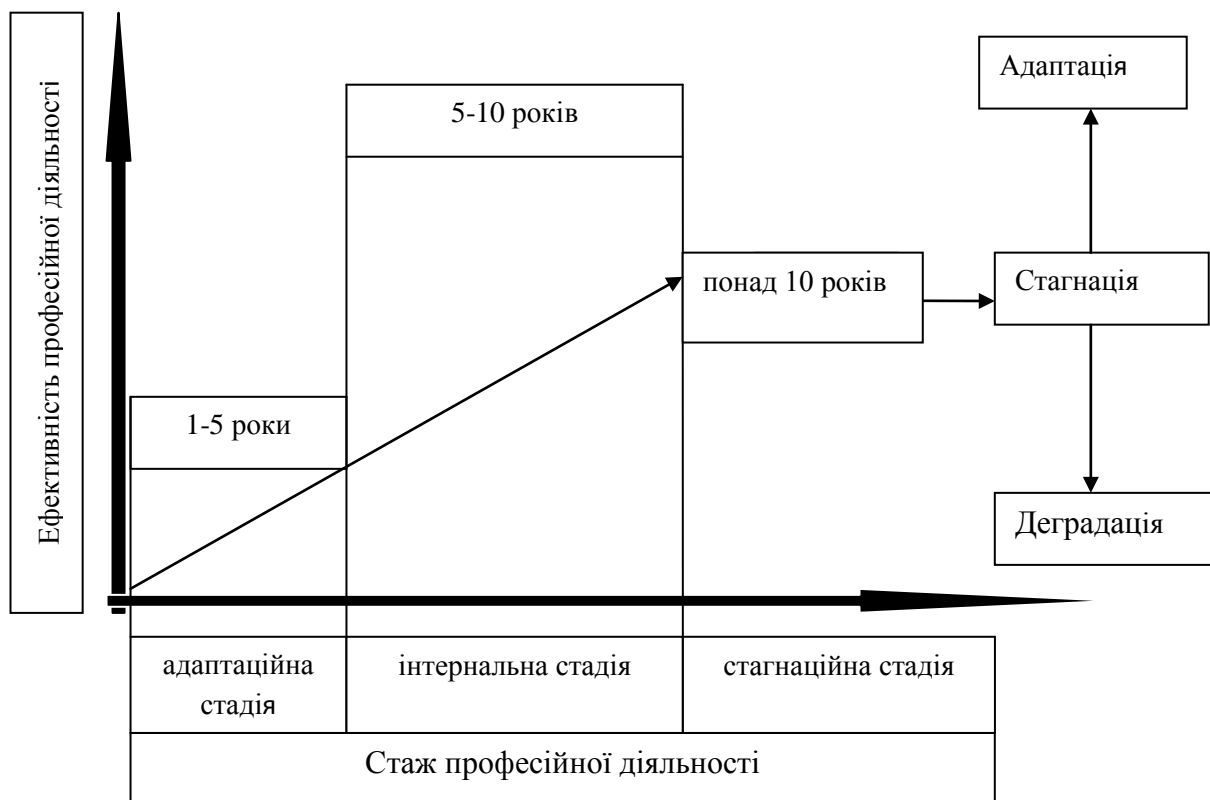 Ефективність професійної діяльності
Адаптація
5-10 років
понад 10 років
Стагнація
1-5 роки
Деградація
адаптаційна
стадія
інтернальна стадія
стагнаційна стадія
Стаж професійної діяльності